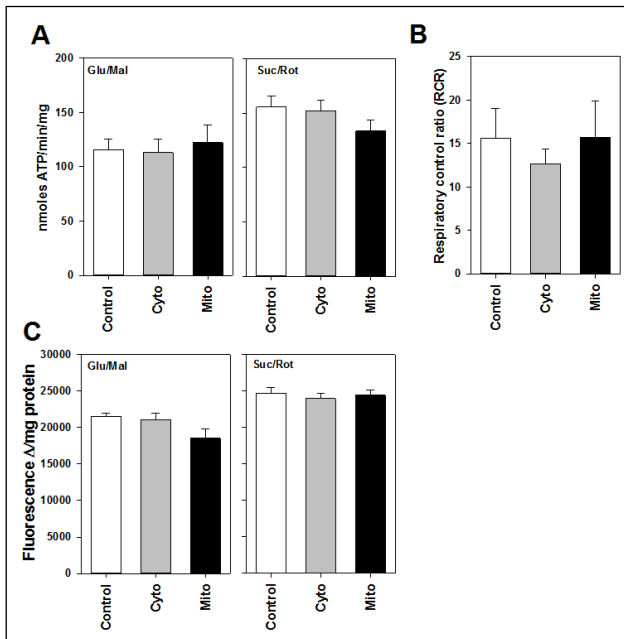 A
Glu/Mal
Suc/Rot
nmoles ATP/min/mg
200
150
100
50
0
Control
Cyto
Mito
Control
Cyto
Mito
B
Respiratory control ratio (RCR)
25
20
15
10
5
0
Control
Cyto
Mito
C
Glu/Mal
Suc/Rot
Fluorescence Δ/mg protein
30000
25000
20000
15000
10000
5000
0
Control
Cyto
Mito
Control
Cyto
Mito